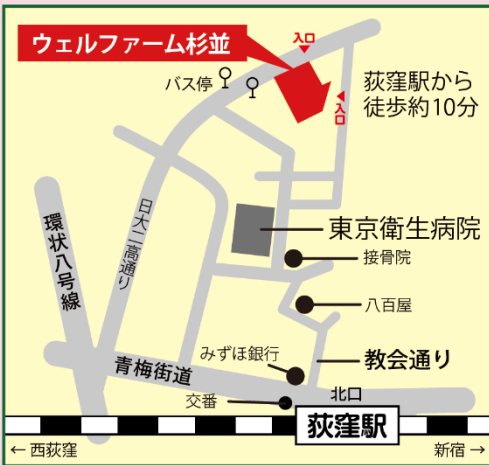 ウェルファーム杉並
入口
バス停
入口
荻窪駅から
徒歩約10分
日大二高通り
環状八号線
東京衛生病院
接骨院
八百屋
みずほ銀行
教会通り
青梅街道
交番
北口
荻窪駅
← 西荻窪
新宿 →